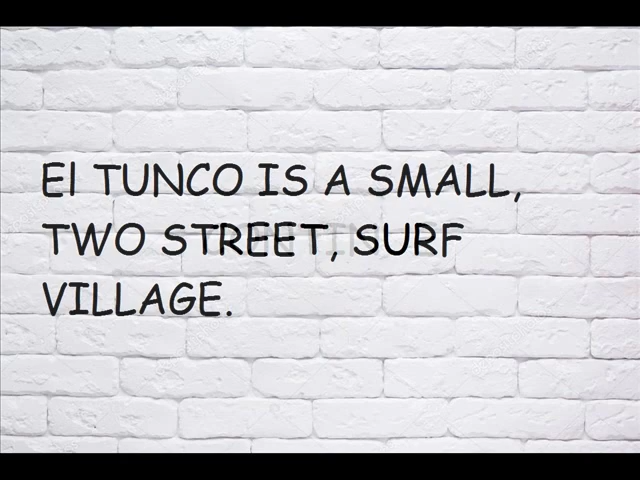 El TUNCO IS A SMALL,
TWO STREET, SURF
VILLAGE.